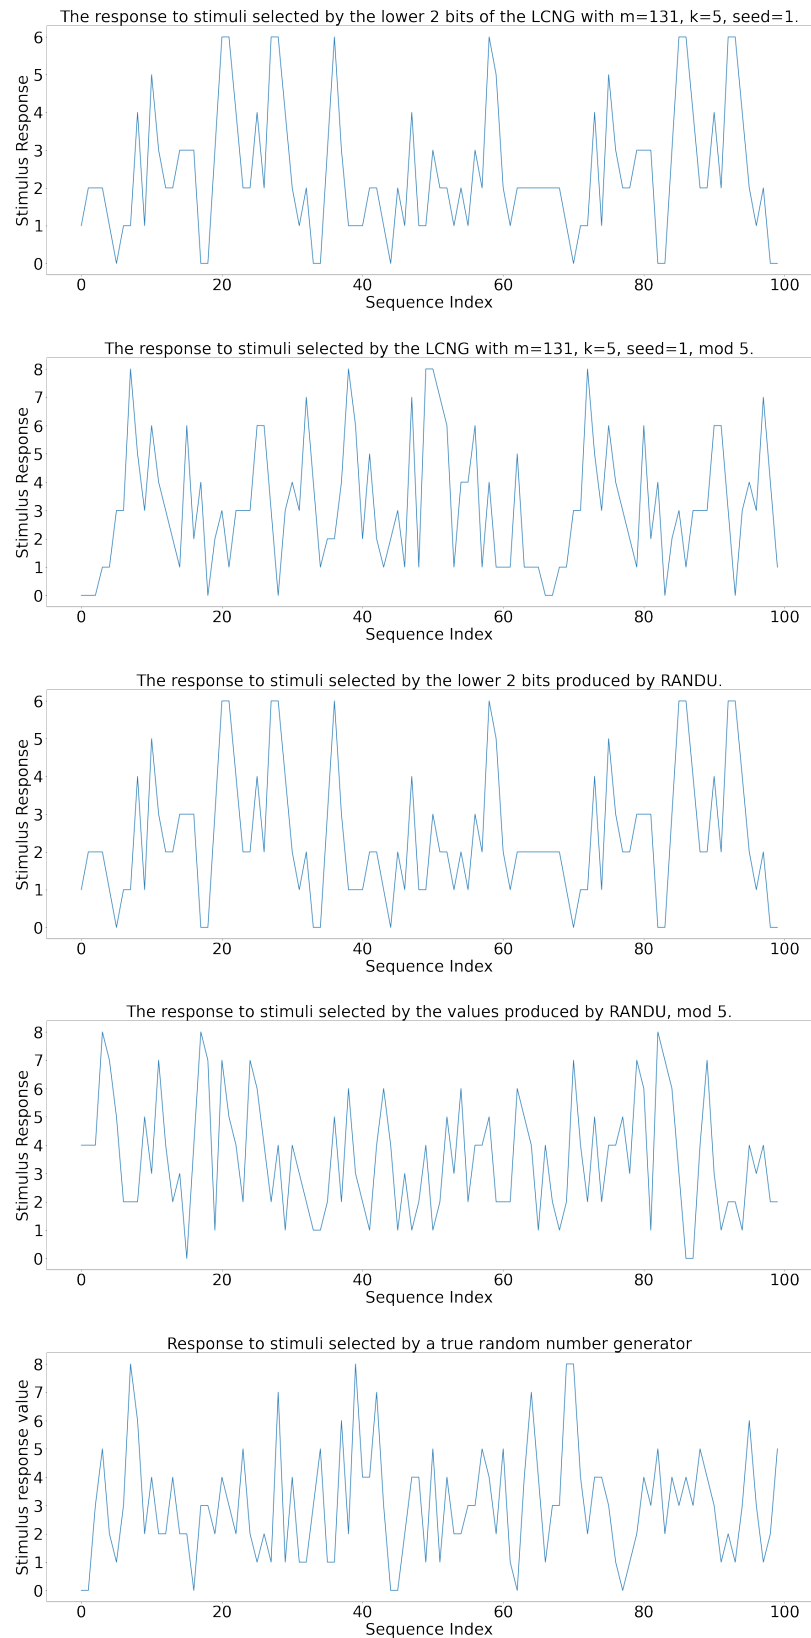 The response to stimuli selected by the lower 2 bits of the LCNG with m=131, k=5, seed=1.
6
5
4
3
2
1
0
Stimulus Response
0 20 40 60 80 100
Sequence Index
The response to stimuli selected by the LCNG with m=131, k=5, seed=1, mod 5.
8
7
6
5
4
3
2
1
0
Stimulus Response
0 20 40 60 80 100
Sequence Index
The response to stimuli selected by the lower 2 bits produced by RANDU.
6
5
4
3
2
1
0
Stimulus Response
0 20 40 60 80 100
Sequence Index
The response to stimuli selected by the values produced by RANDU, mod 5.
8
7
6
5
4
3
2
1
0
Stimulus Response
0 20 40 60 80 100
Sequence Index
Response to stimuli selected by a true random number generator
8
7
6
5
4
3
2
1
0
Stimulus response value
0 20 40 60 80 100
Sequence Index